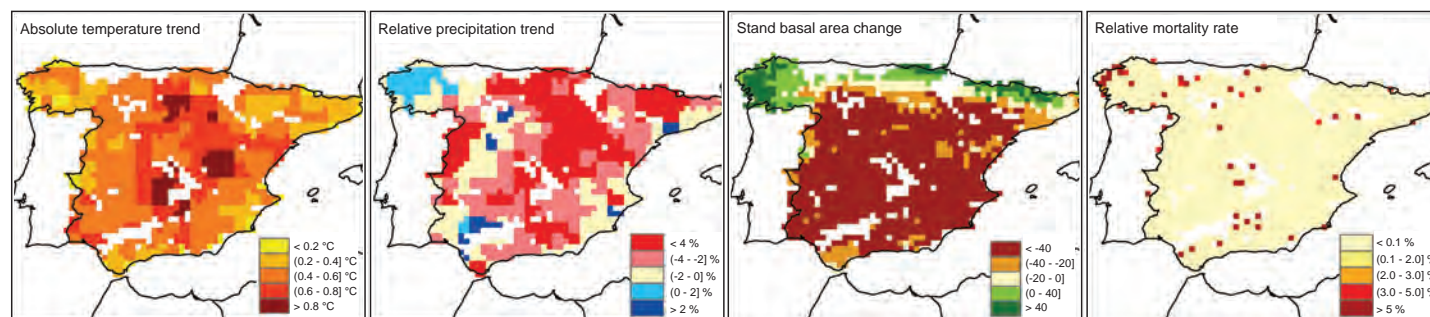 Absolute temperature trend
< 0.2 °C
(0.2 - 0.4] °C
(0.4 - 0.6] °C
(0.6 - 0.8] °C
> 0.8 °C
Relative precipitation trend
< 4 %
(-4 - -2] %
(-2 - 0] %
(0 - 2] %
> 2 %
Stand basal area change
< -40
(-40 - -20]
(-20 - 0]
(0 - 40]
> 40
Relative mortality rate
< 0.1 %
(0.1 - 2.0] %
(2.0 - 3.0] %
(3.0 - 5.0] %
> 5 %